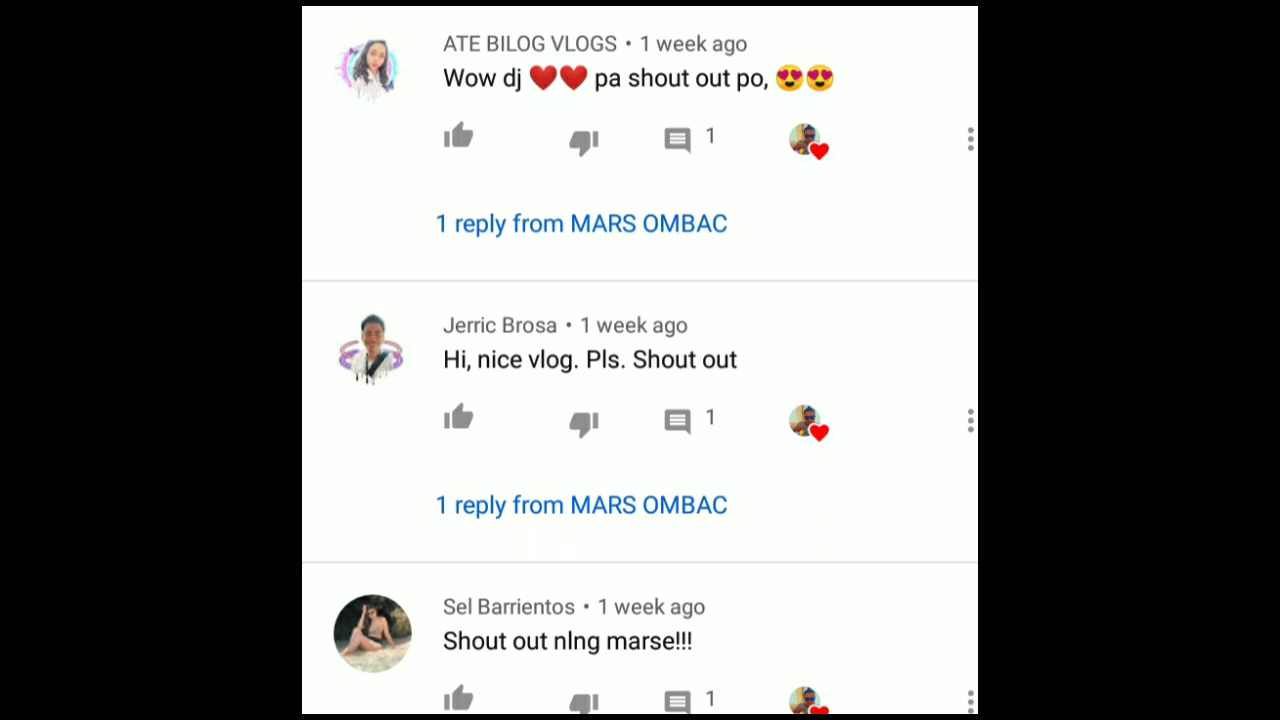 ATE BILOG VLOGS • 1 week ago
Wow dj ❤️❤️ pa shout out po, 😍😍
1
1 reply from MARS OMBAC
Jerric Brosa • 1 week ago
Hi, nice vlog. Pls. Shout out
1
1 reply from MARS OMBAC
Sel Barrientos • 1 week ago
Shout out nlng marse!!!
1